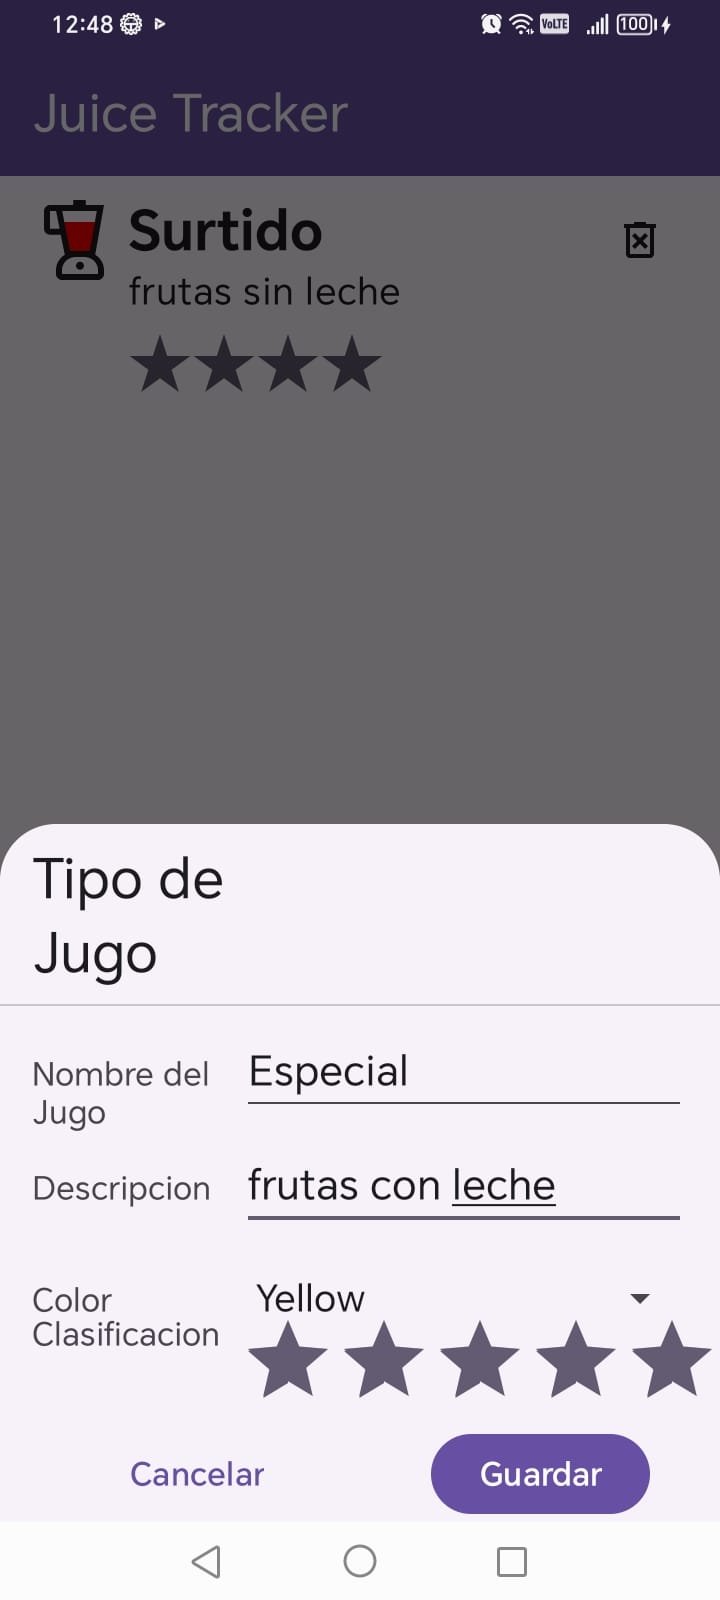 12:48 VoLTE 100
Juice Tracker
Surtido
frutas sin leche
Tipo de
Jugo
Nombre del Especial
Jugo
Descripcion frutas con leche
Color Yellow
Clasificacion
Cancelar Guardar